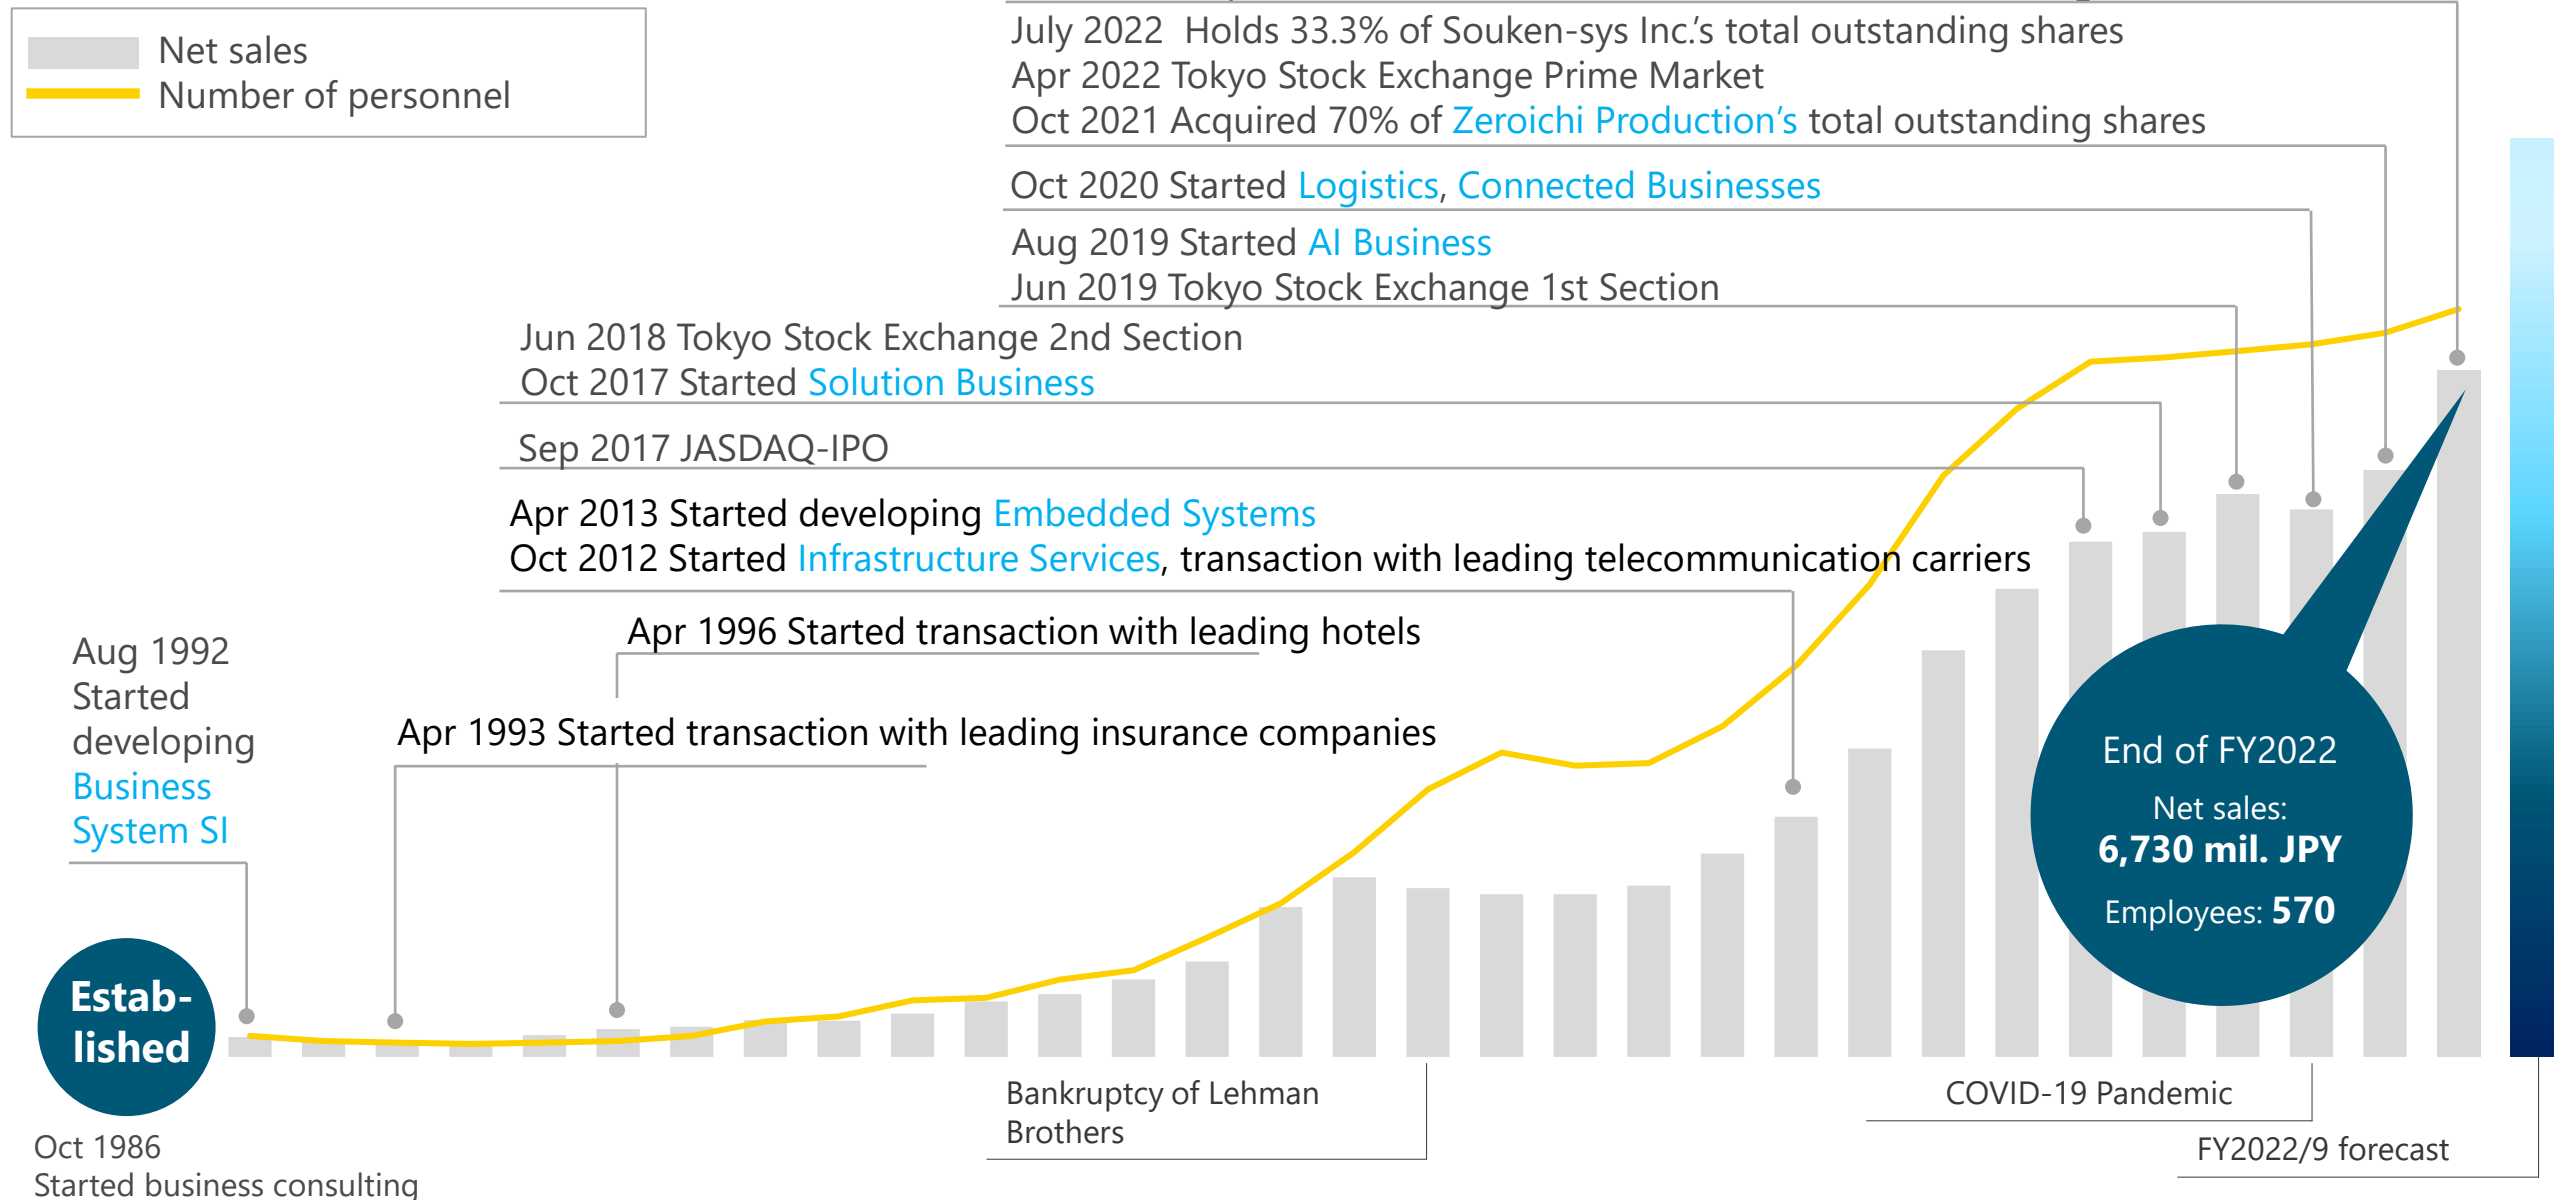 Net sales
Number of personnel
July 2022 Holds 33.3% of Souken-sys Inc.'s total outstanding shares
Apr 2022 Tokyo Stock Exchange Prime Market
Oct 2021 Acquired 70% of Zeroichi Production's total outstanding shares
Oct 2020 Started Logistics, Connected Businesses
Aug 2019 Started AI Business
Jun 2019 Tokyo Stock Exchange 1st Section
Jun 2018 Tokyo Stock Exchange 2nd Section
Oct 2017 Started Solution Business
Sep 2017 JASDAQ-IPO
Apr 2013 Started developing Embedded Systems
Oct 2012 Started Infrastructure Services, transaction with leading telecommunication carriers
Apr 1996 Started transaction with leading hotels
Apr 1993 Started transaction with leading insurance companies
Aug 1992
Started
developing
Business
System SI
Estab-
lished
Oct 1986
Started business consulting
End of FY2022
Net sales:
6,730 mil. JPY
Employees: 570
Bankruptcy of Lehman
Brothers
COVID-19 Pandemic
FY2022/9 forecast